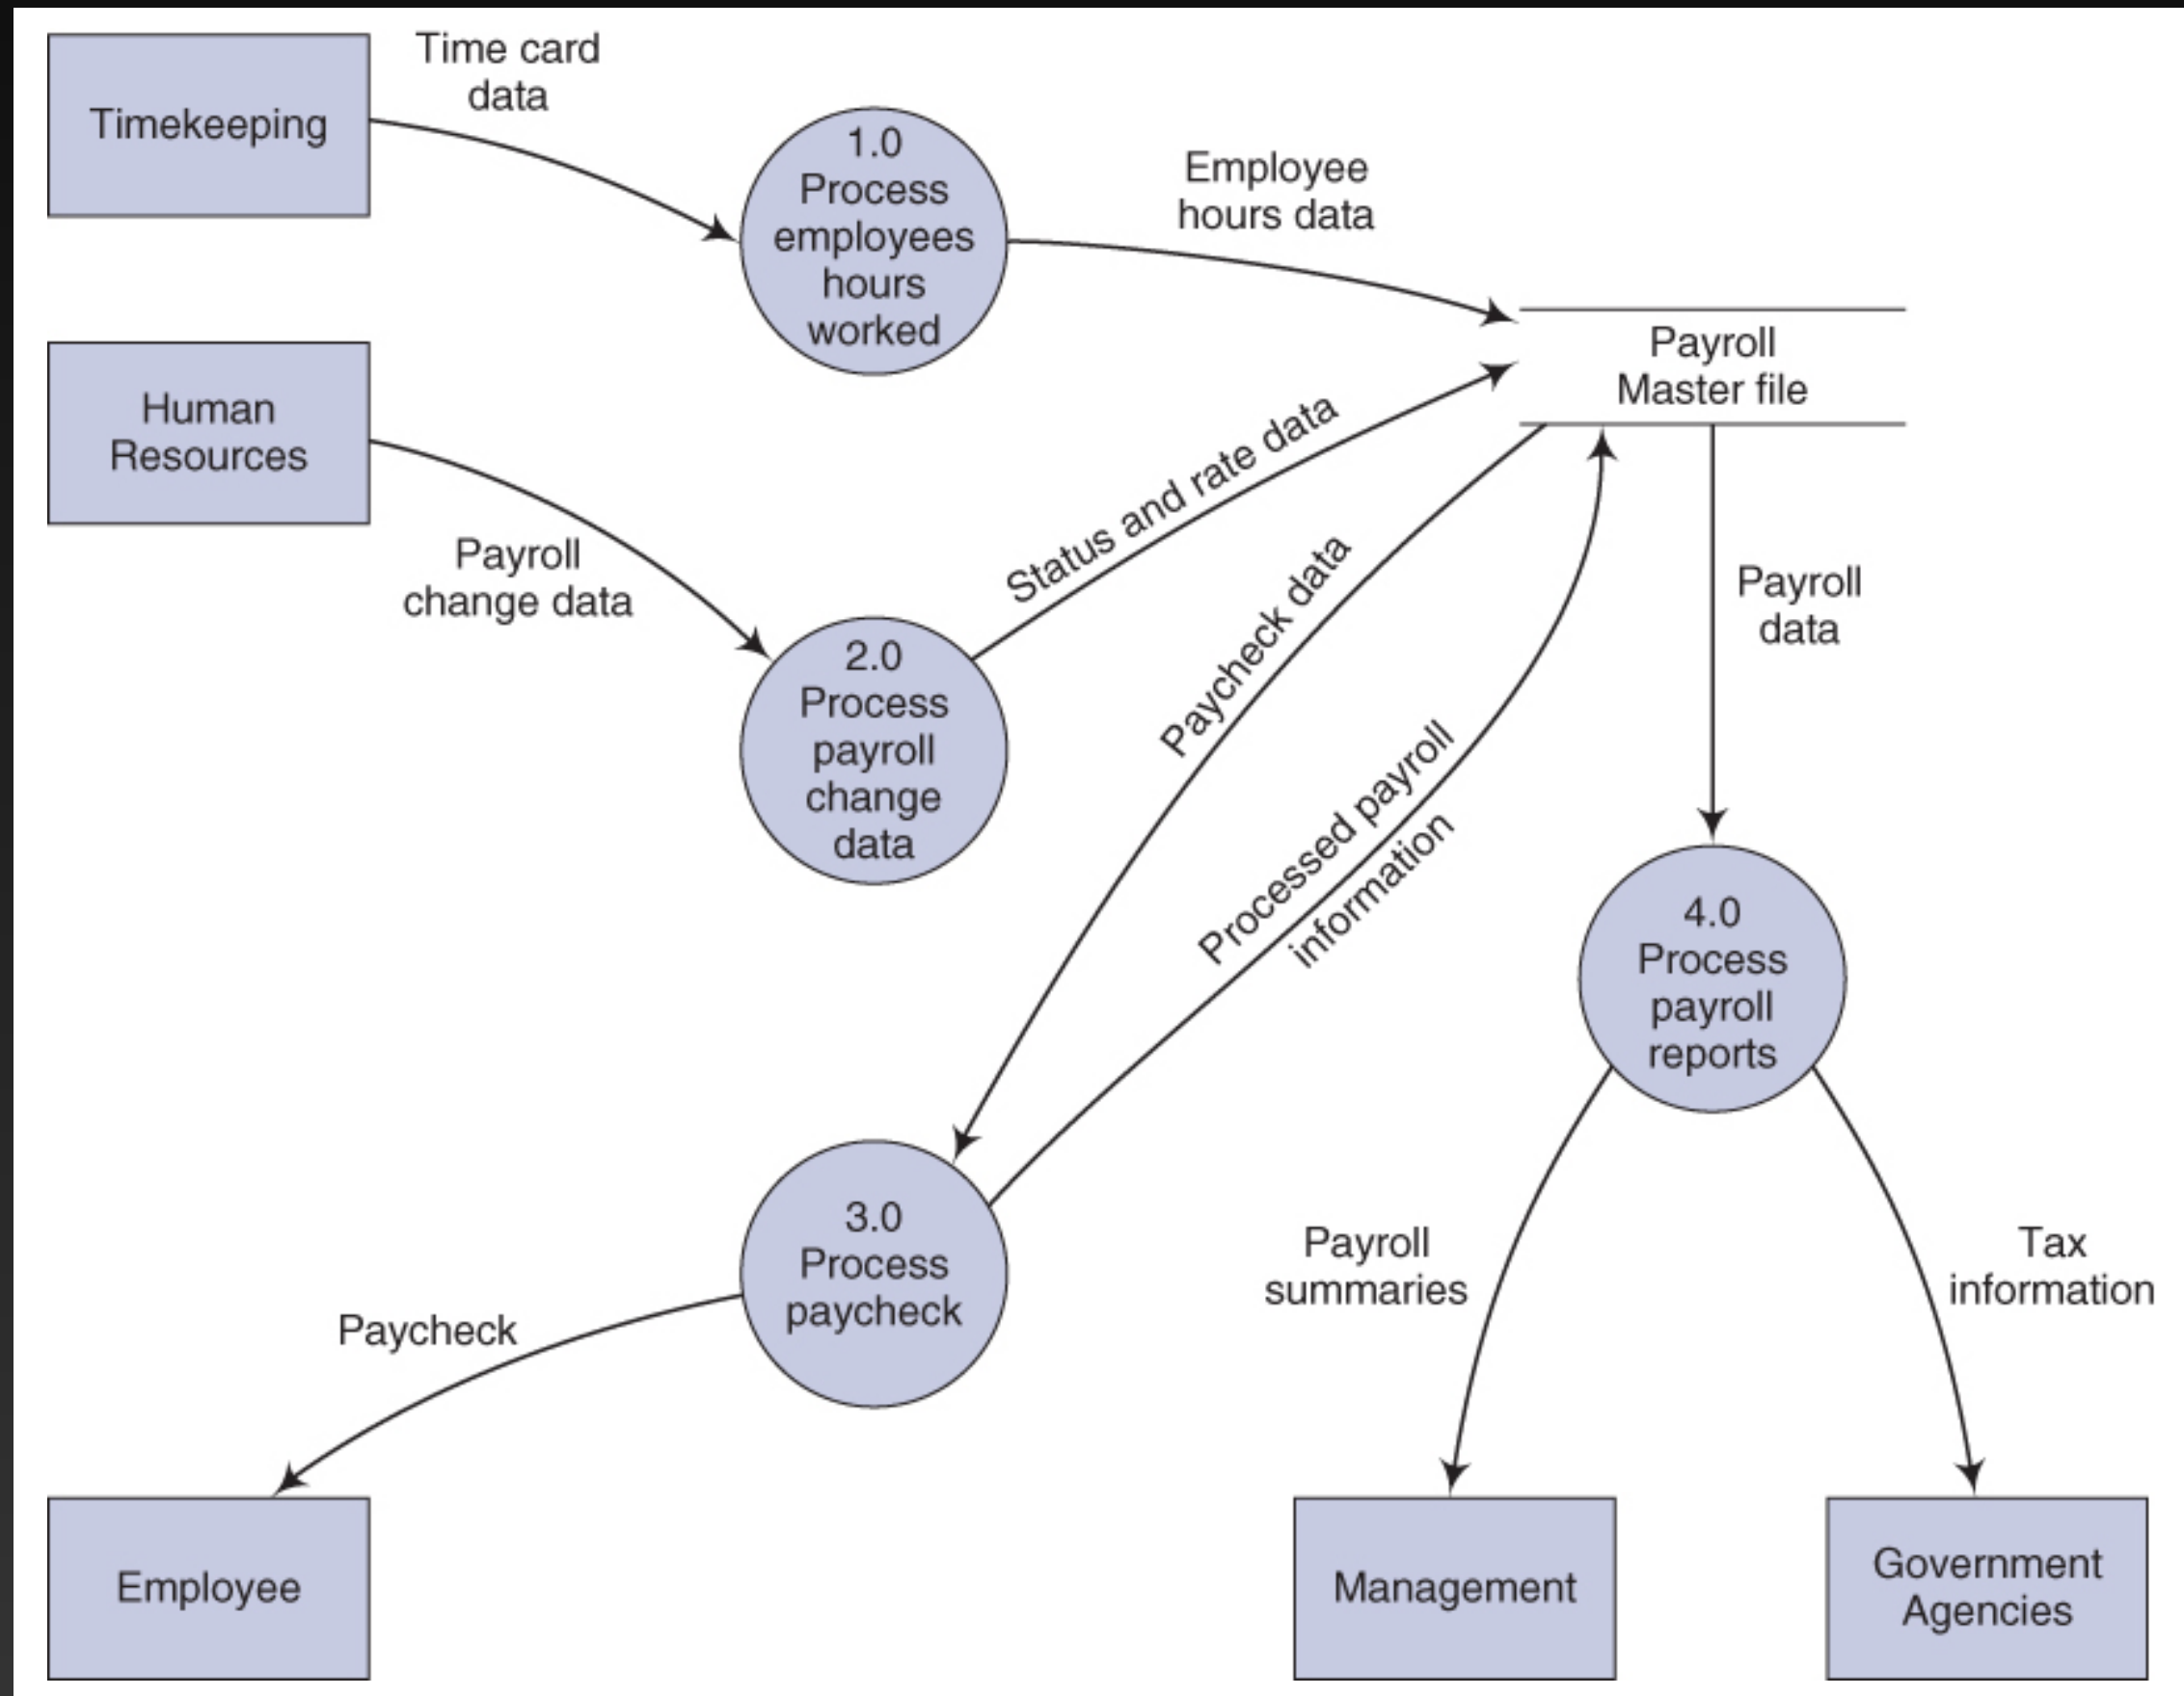 Timekeeping
Time card
data
1.0
Process
employees
hours
worked
Employee
hours data
Payroll
Master file
Human
Resources
Payroll
change data
2.0
Process
payroll
change
data
Status and rate data
Paycheck data
Processed payroll
information
Payroll
data
4.0
Process
payroll
reports
3.0
Process
paycheck
Paycheck
Payroll
summaries
Tax
information
Employee
Management
Government
Agencies